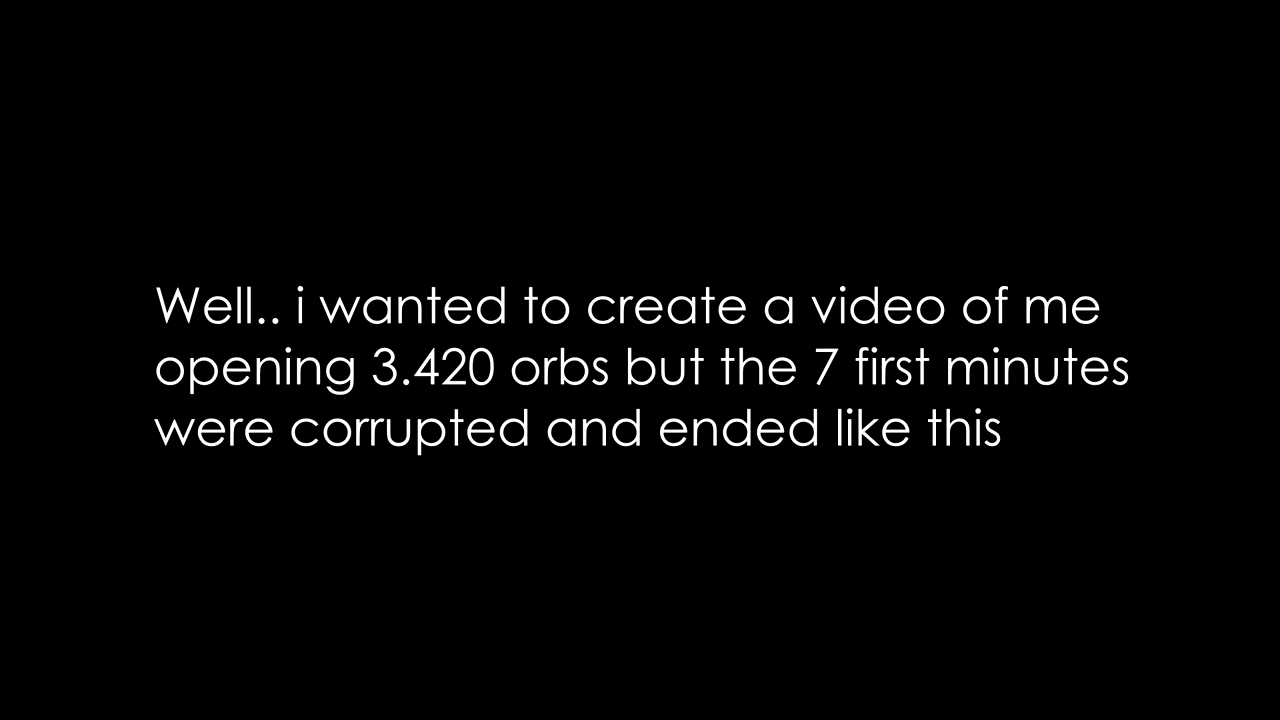 Well.. i wanted to create a video of me
opening 3.420 orbs but the 7 first minutes
were corrupted and ended like this